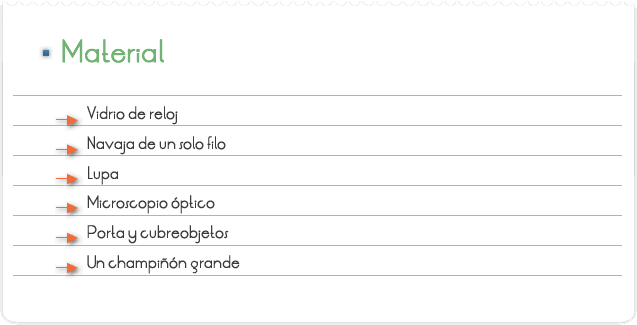 Material
Vidrio de reloj
Navaja de un solo filo
Lupa
Microscopio óptico
Porta y cubreobjetos
Un champiñón grande